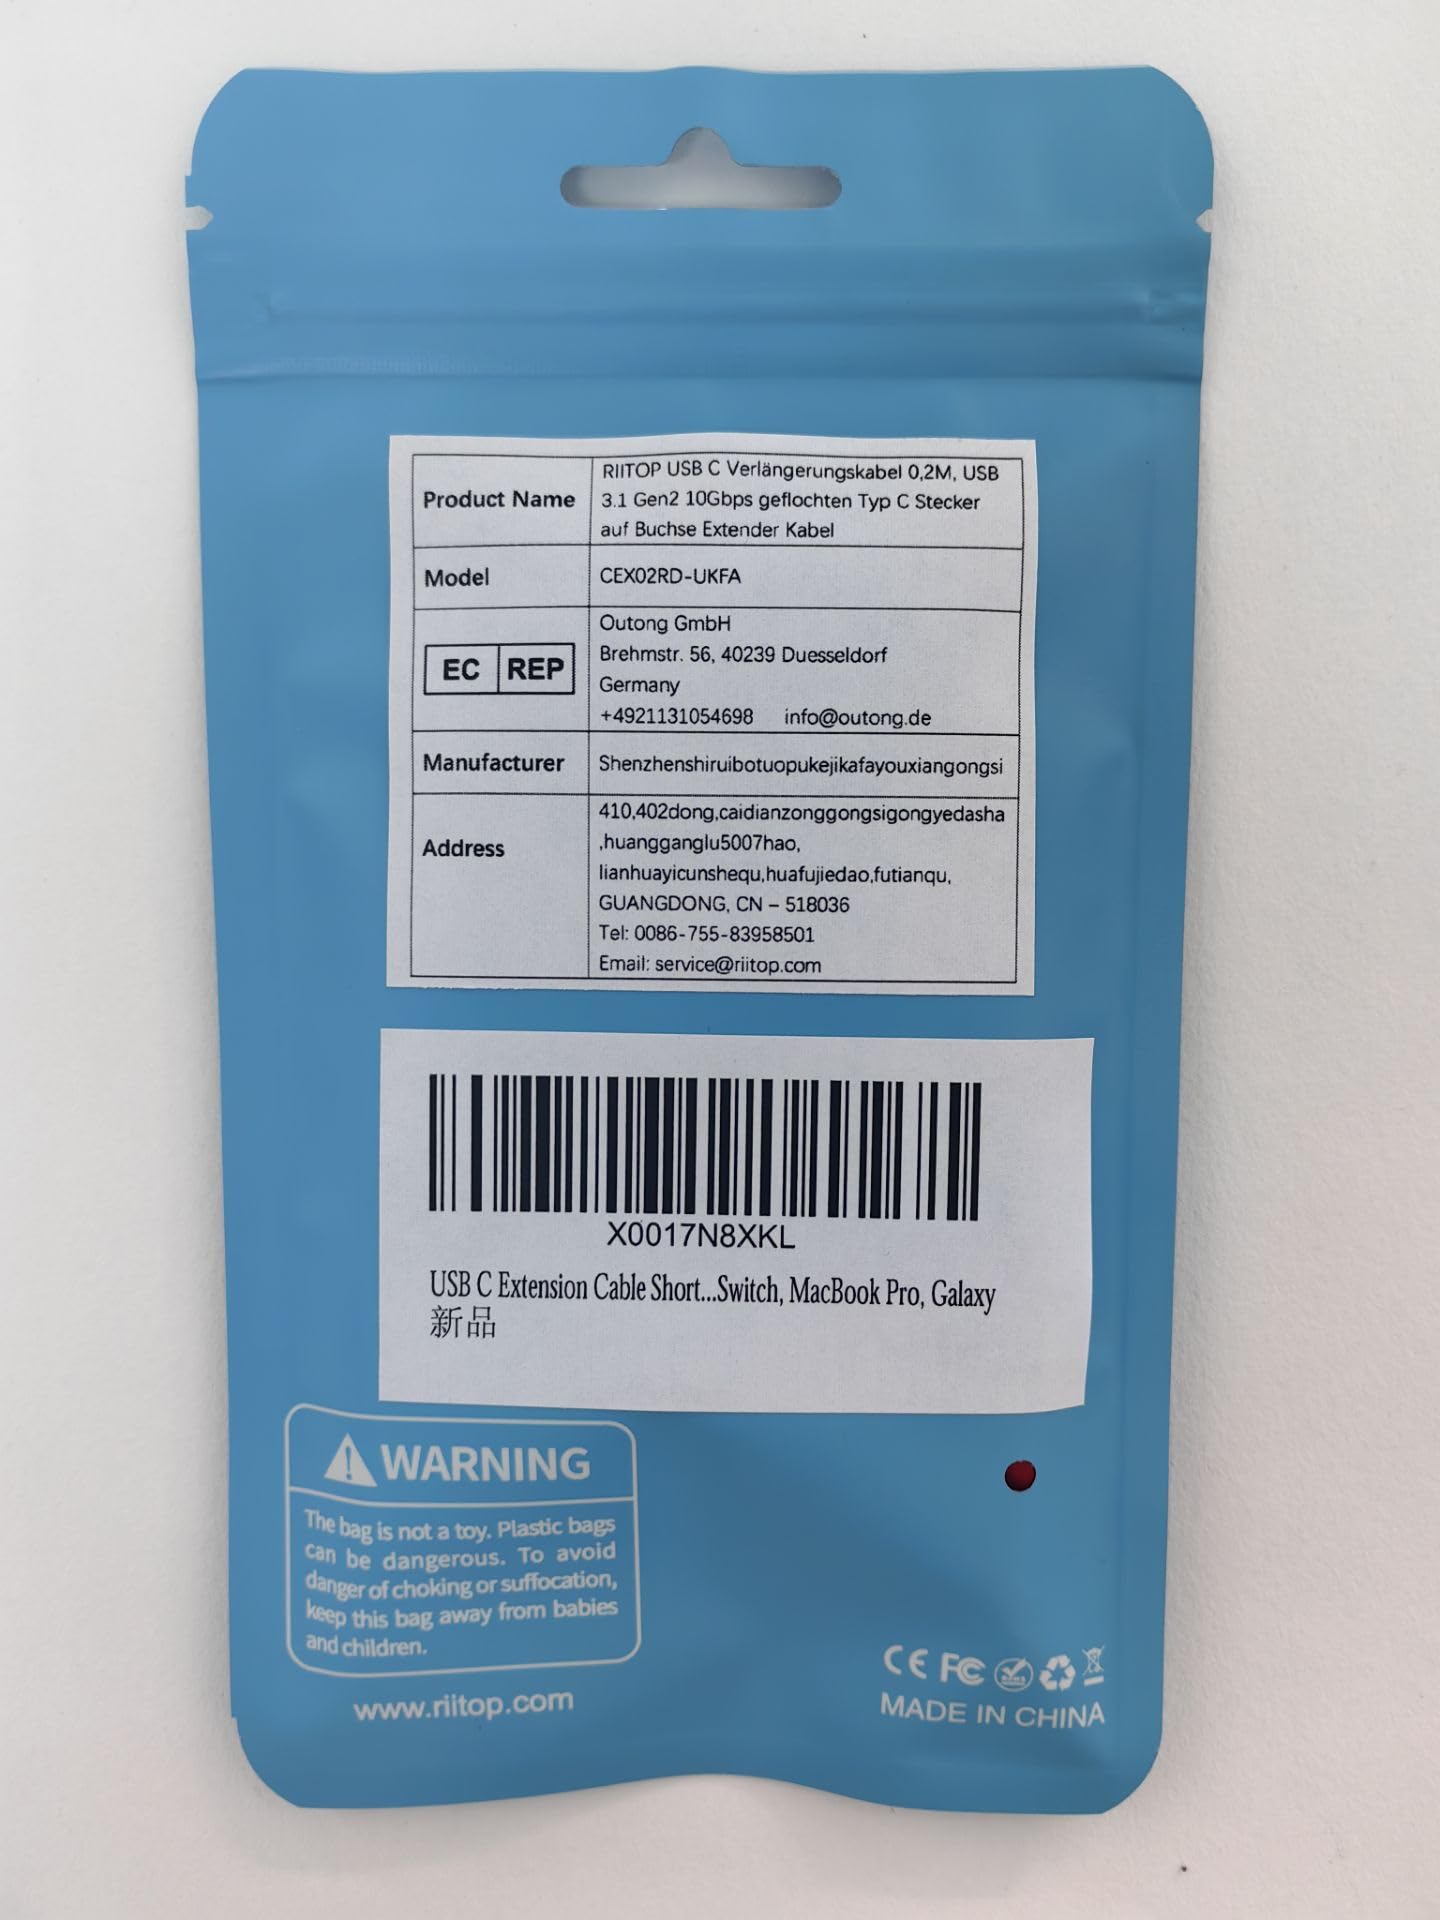 Product Name
RIITOP USB C Verlängerungskabel 0,2M, USB
3.1 Gen2 10Gbps geflochten Typ C Stecker
auf Buchse Extender Kabel
Model
CEX02RD-UKFA
EC REP
Outong GmbH
Brehmstr. 56, 40239 Duesseldorf
Germany
+4921131054698 info@outong.de
Manufacturer
Shenzhenshiruibotuopukejikafayouxiangongsi
Address
410,402dong,caidianzonggongsigongyedasha
,huangganglu5007hao,
lianhuayicunshequ,huafujiedao,futianqu,
GUANGDONG, CN – 518036
Tel: 0086-755-83958501
Email: service@riitop.com
X0017N8XKL
USB C Extension Cable Short...Switch, MacBook Pro, Galaxy
新品
WARNING
The bag is not a toy. Plastic bags
can be dangerous. To avoid
danger of choking or suffocation,
keep this bag away from babies
and children.
www.riitop.com
CE FC RoHS
MADE IN CHINA